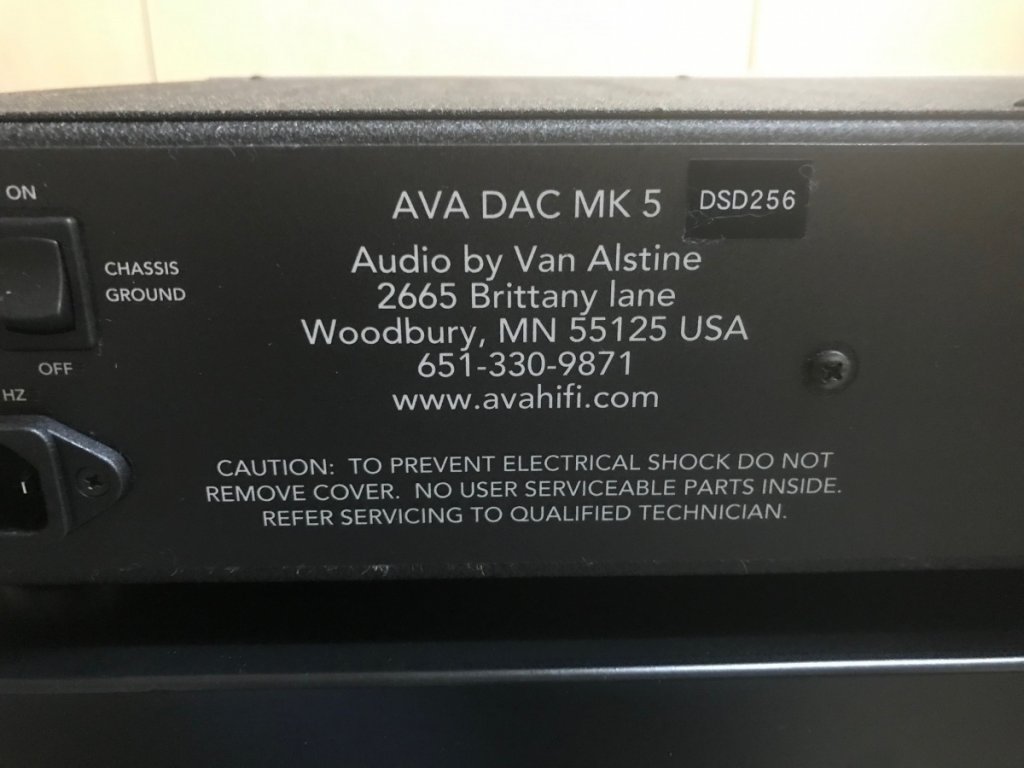 ON
CHASSIS
GROUND
OFF
HZ
AVA DAC MK 5 DSD256
Audio by Van Alstine
2665 Brittany lane
Woodbury, MN 55125 USA
651-330-9871
www.avahifi.com
CAUTION: TO PREVENT ELECTRICAL SHOCK DO NOT
REMOVE COVER. NO USER SERVICEABLE PARTS INSIDE.
REFER SERVICING TO QUALIFIED TECHNICIAN.